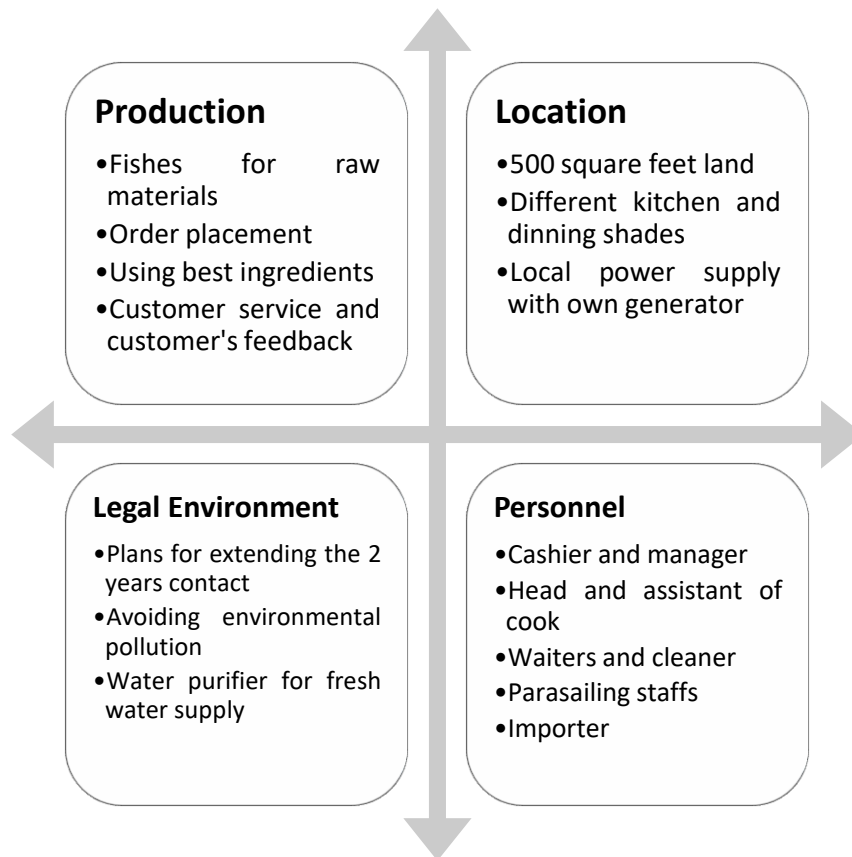 Production
•Fishes for raw
materials
•Order placement
•Using best ingredients
•Customer service and
customer's feedback
Location
•500 square feet land
•Different kitchen and
dinning shades
•Local power supply
with own generator
Legal Environment
•Plans for extending the 2
years contact
•Avoiding environmental
pollution
•Water purifier for fresh
water supply
Personnel
•Cashier and manager
•Head and assistant of
cook
•Waiters and cleaner
•Parasailing staffs
•Importer